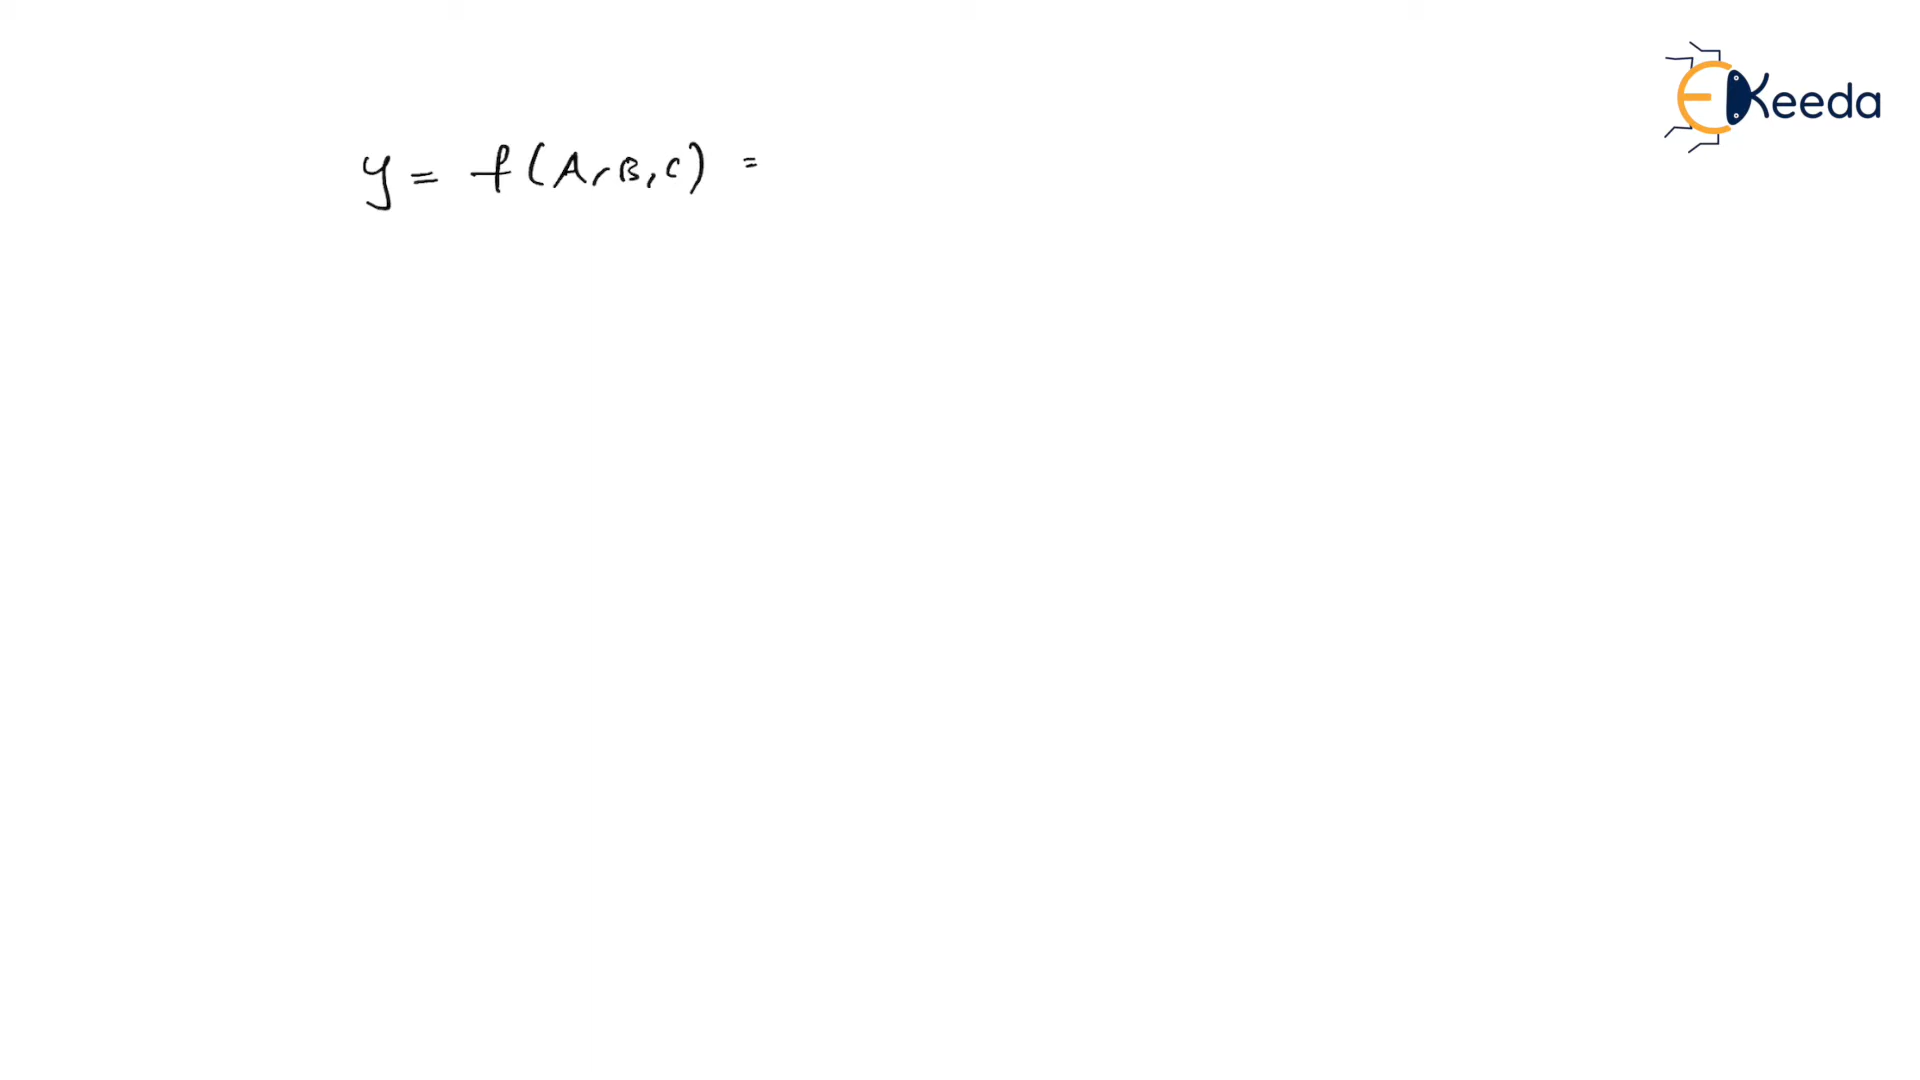 EKeeda
y = f(A,B,C) =